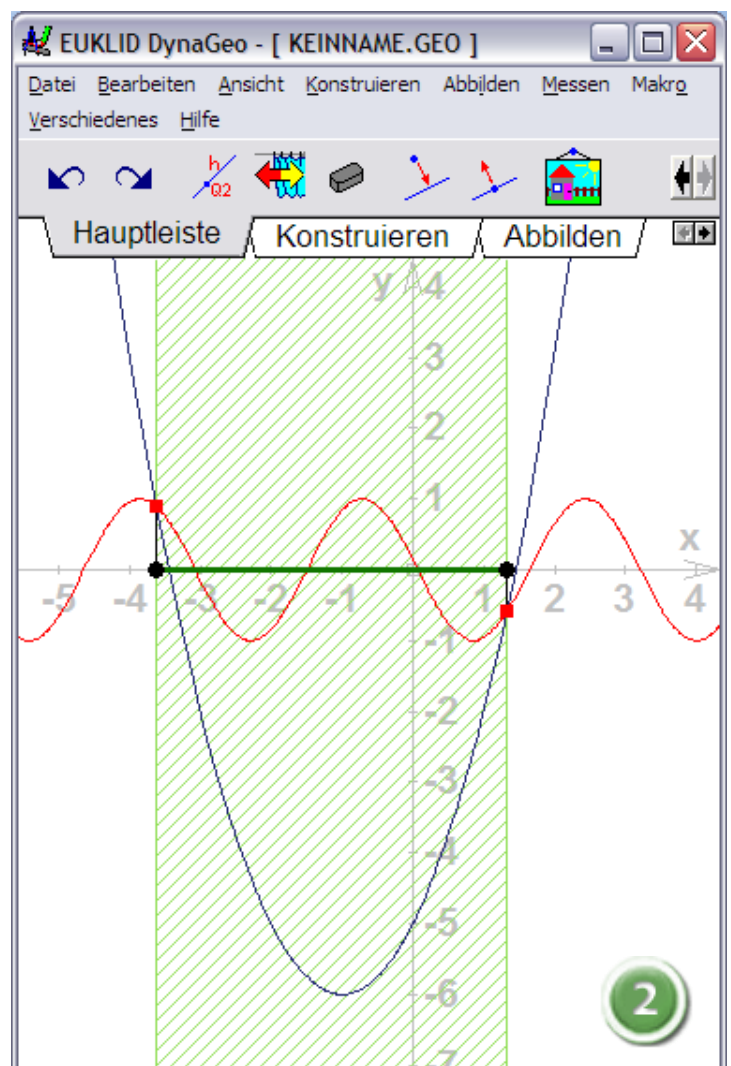 EUKLID DynaGeo - [ KEINNAME.GEO ]
Datei Bearbeiten Ansicht Konstruieren Abbilden Messen Makro
Verschiedenes Hilfe
h
Q2
Hauptleiste Konstruieren Abbilden
y 4
3
2
1
x
-5 -4 -3 -2 -1 1 2 3 4
-1
-2
-3
-4
-5
-6
2
-7